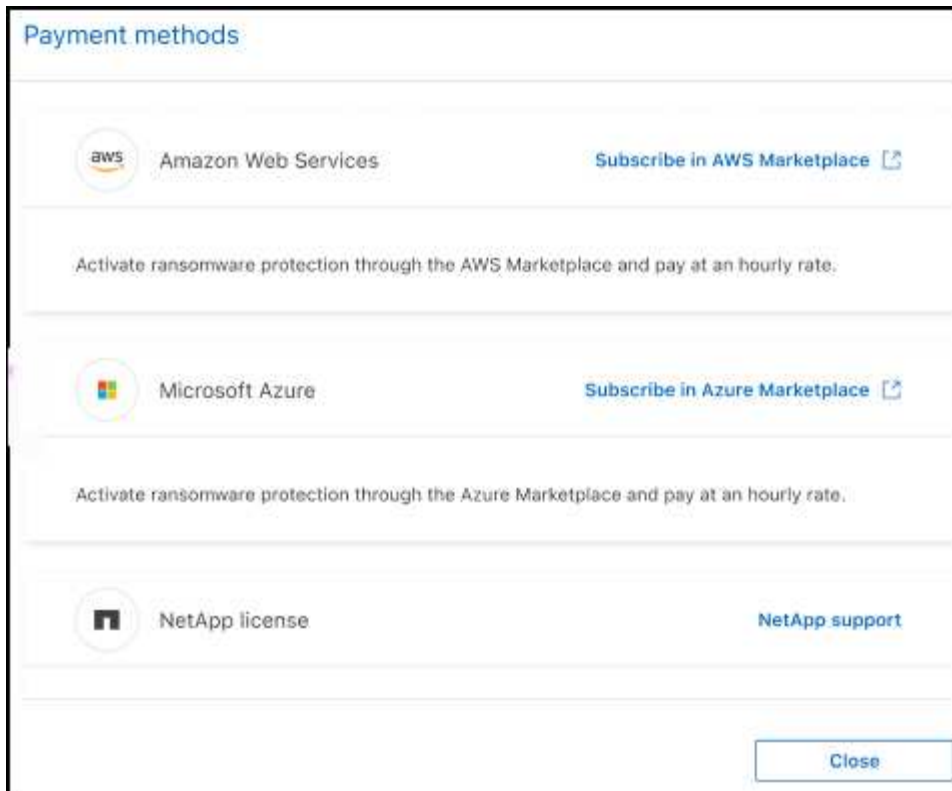 Payment methods
aws
Amazon Web Services
Subscribe in AWS Marketplace
Activate ransomware protection through the AWS Marketplace and pay at an hourly rate.
Microsoft Azure
Subscribe in Azure Marketplace
Activate ransomware protection through the Azure Marketplace and pay at an hourly rate.
NetApp license
NetApp support
Close